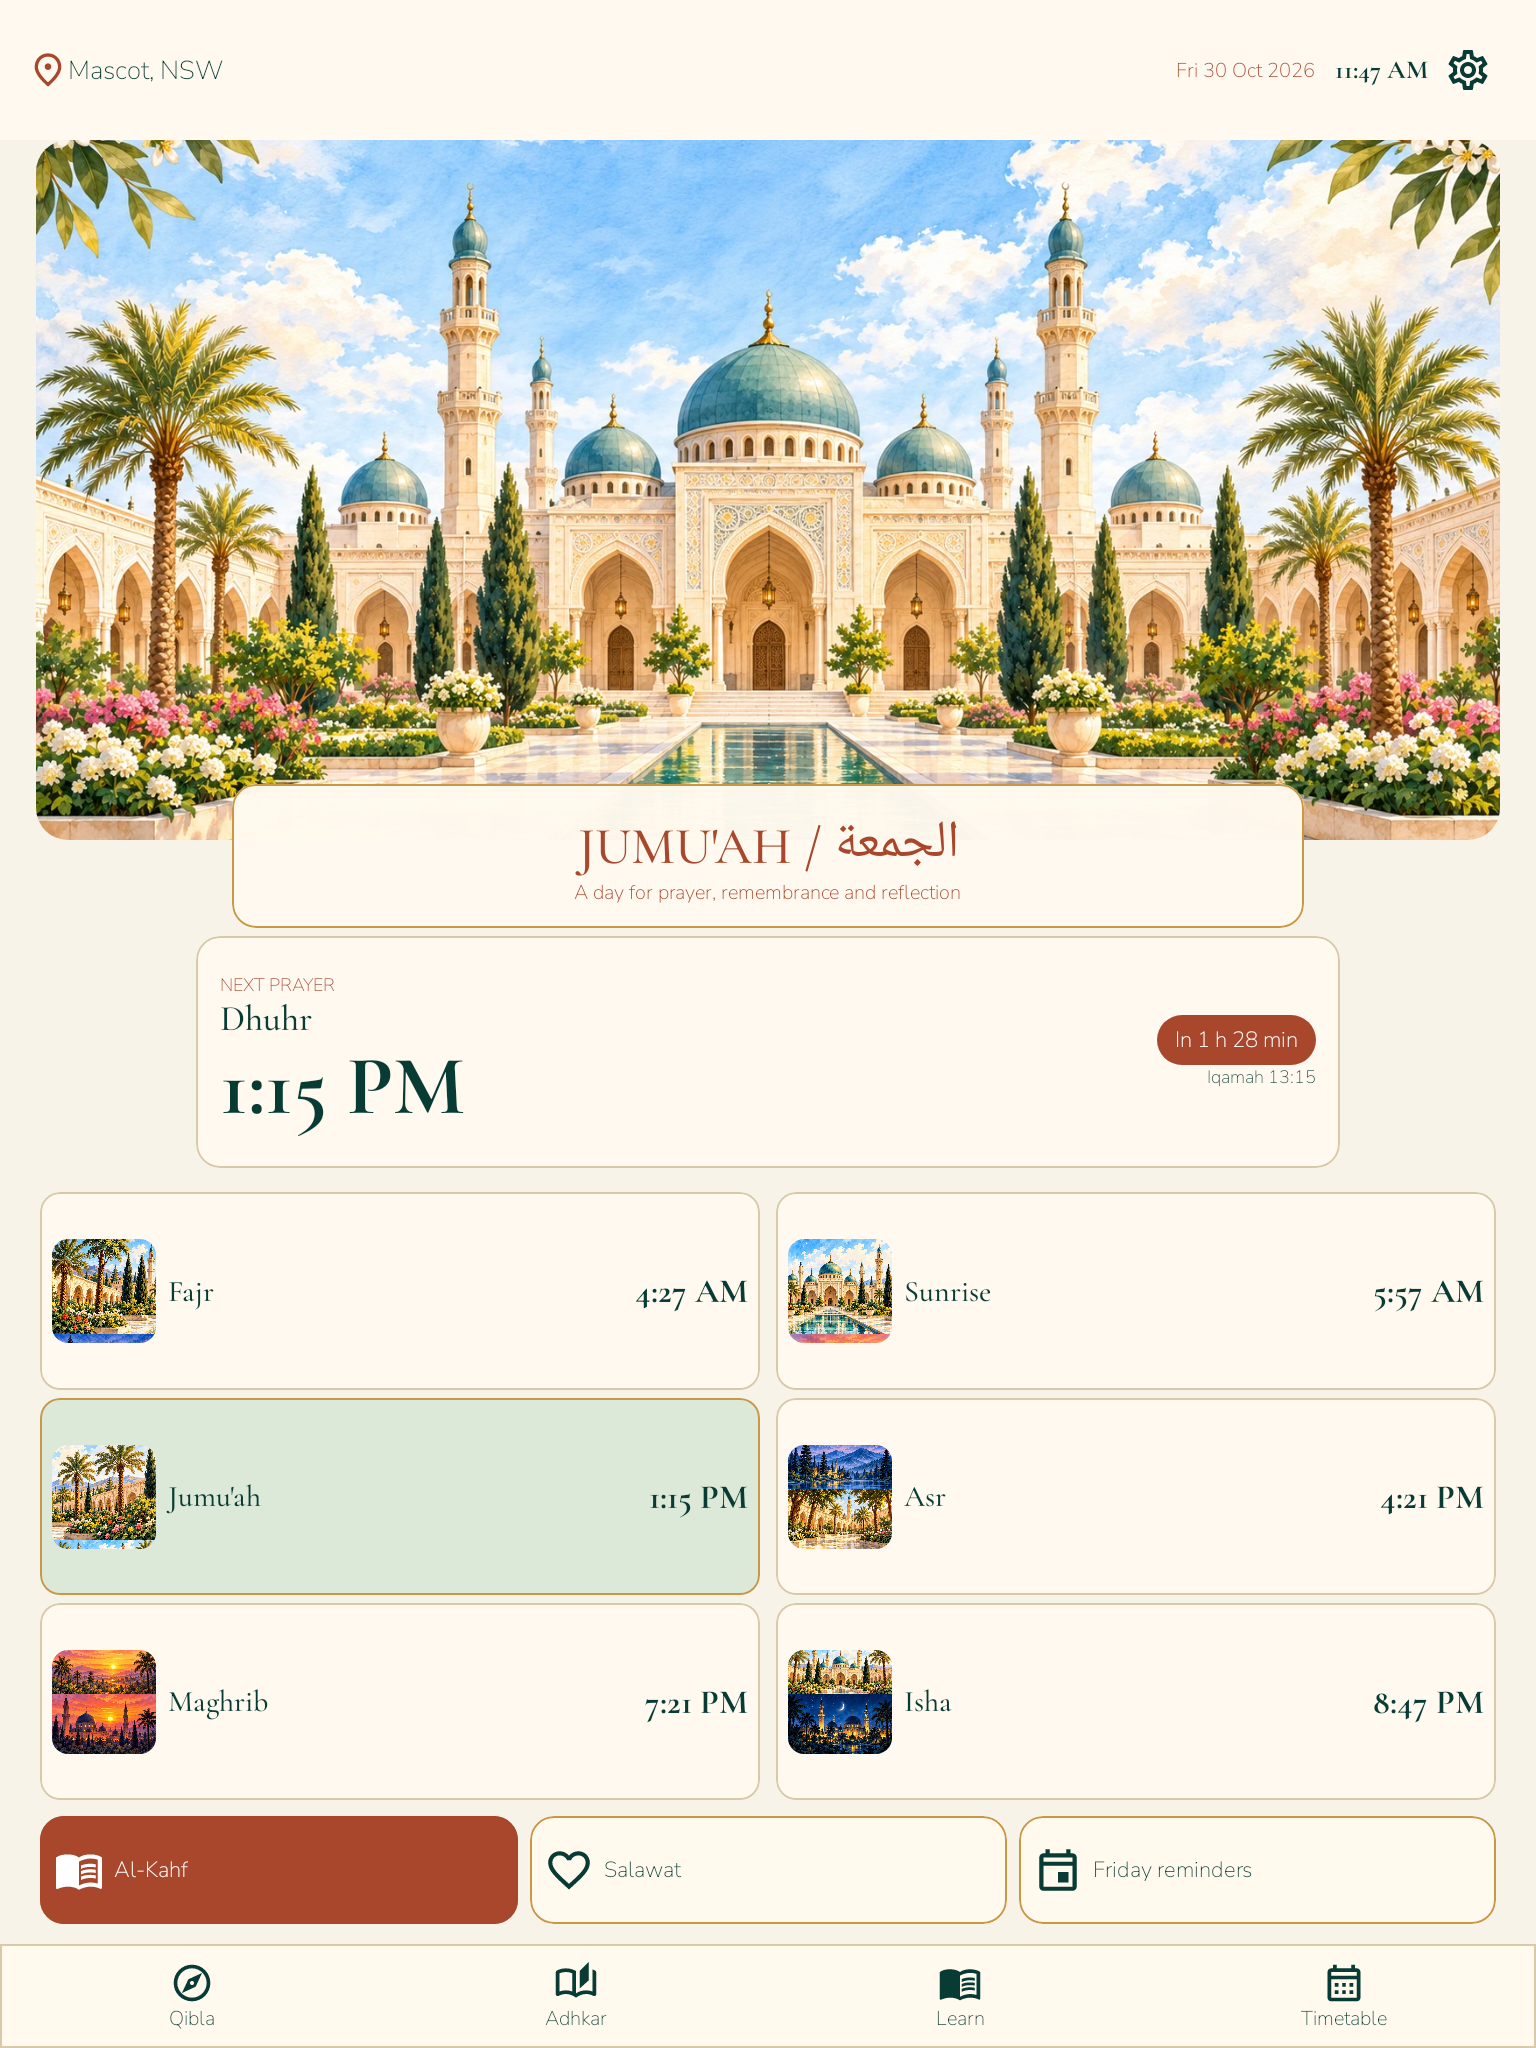 Mascot, NSW
Fri 30 Oct 2026 11:47 AM
JUMU'AH / الجمعة
A day for prayer, remembrance and reflection
NEXT PRAYER
Dhuhr
1:15 PM
In 1 h 28 min
Iqamah 13:15
Fajr 4:27 AM
Sunrise 5:57 AM
Jumu'ah 1:15 PM
Asr 4:21 PM
Maghrib 7:21 PM
Isha 8:47 PM
Al-Kahf
Salawat
Friday reminders
Qibla
Adhkar
Learn
Timetable